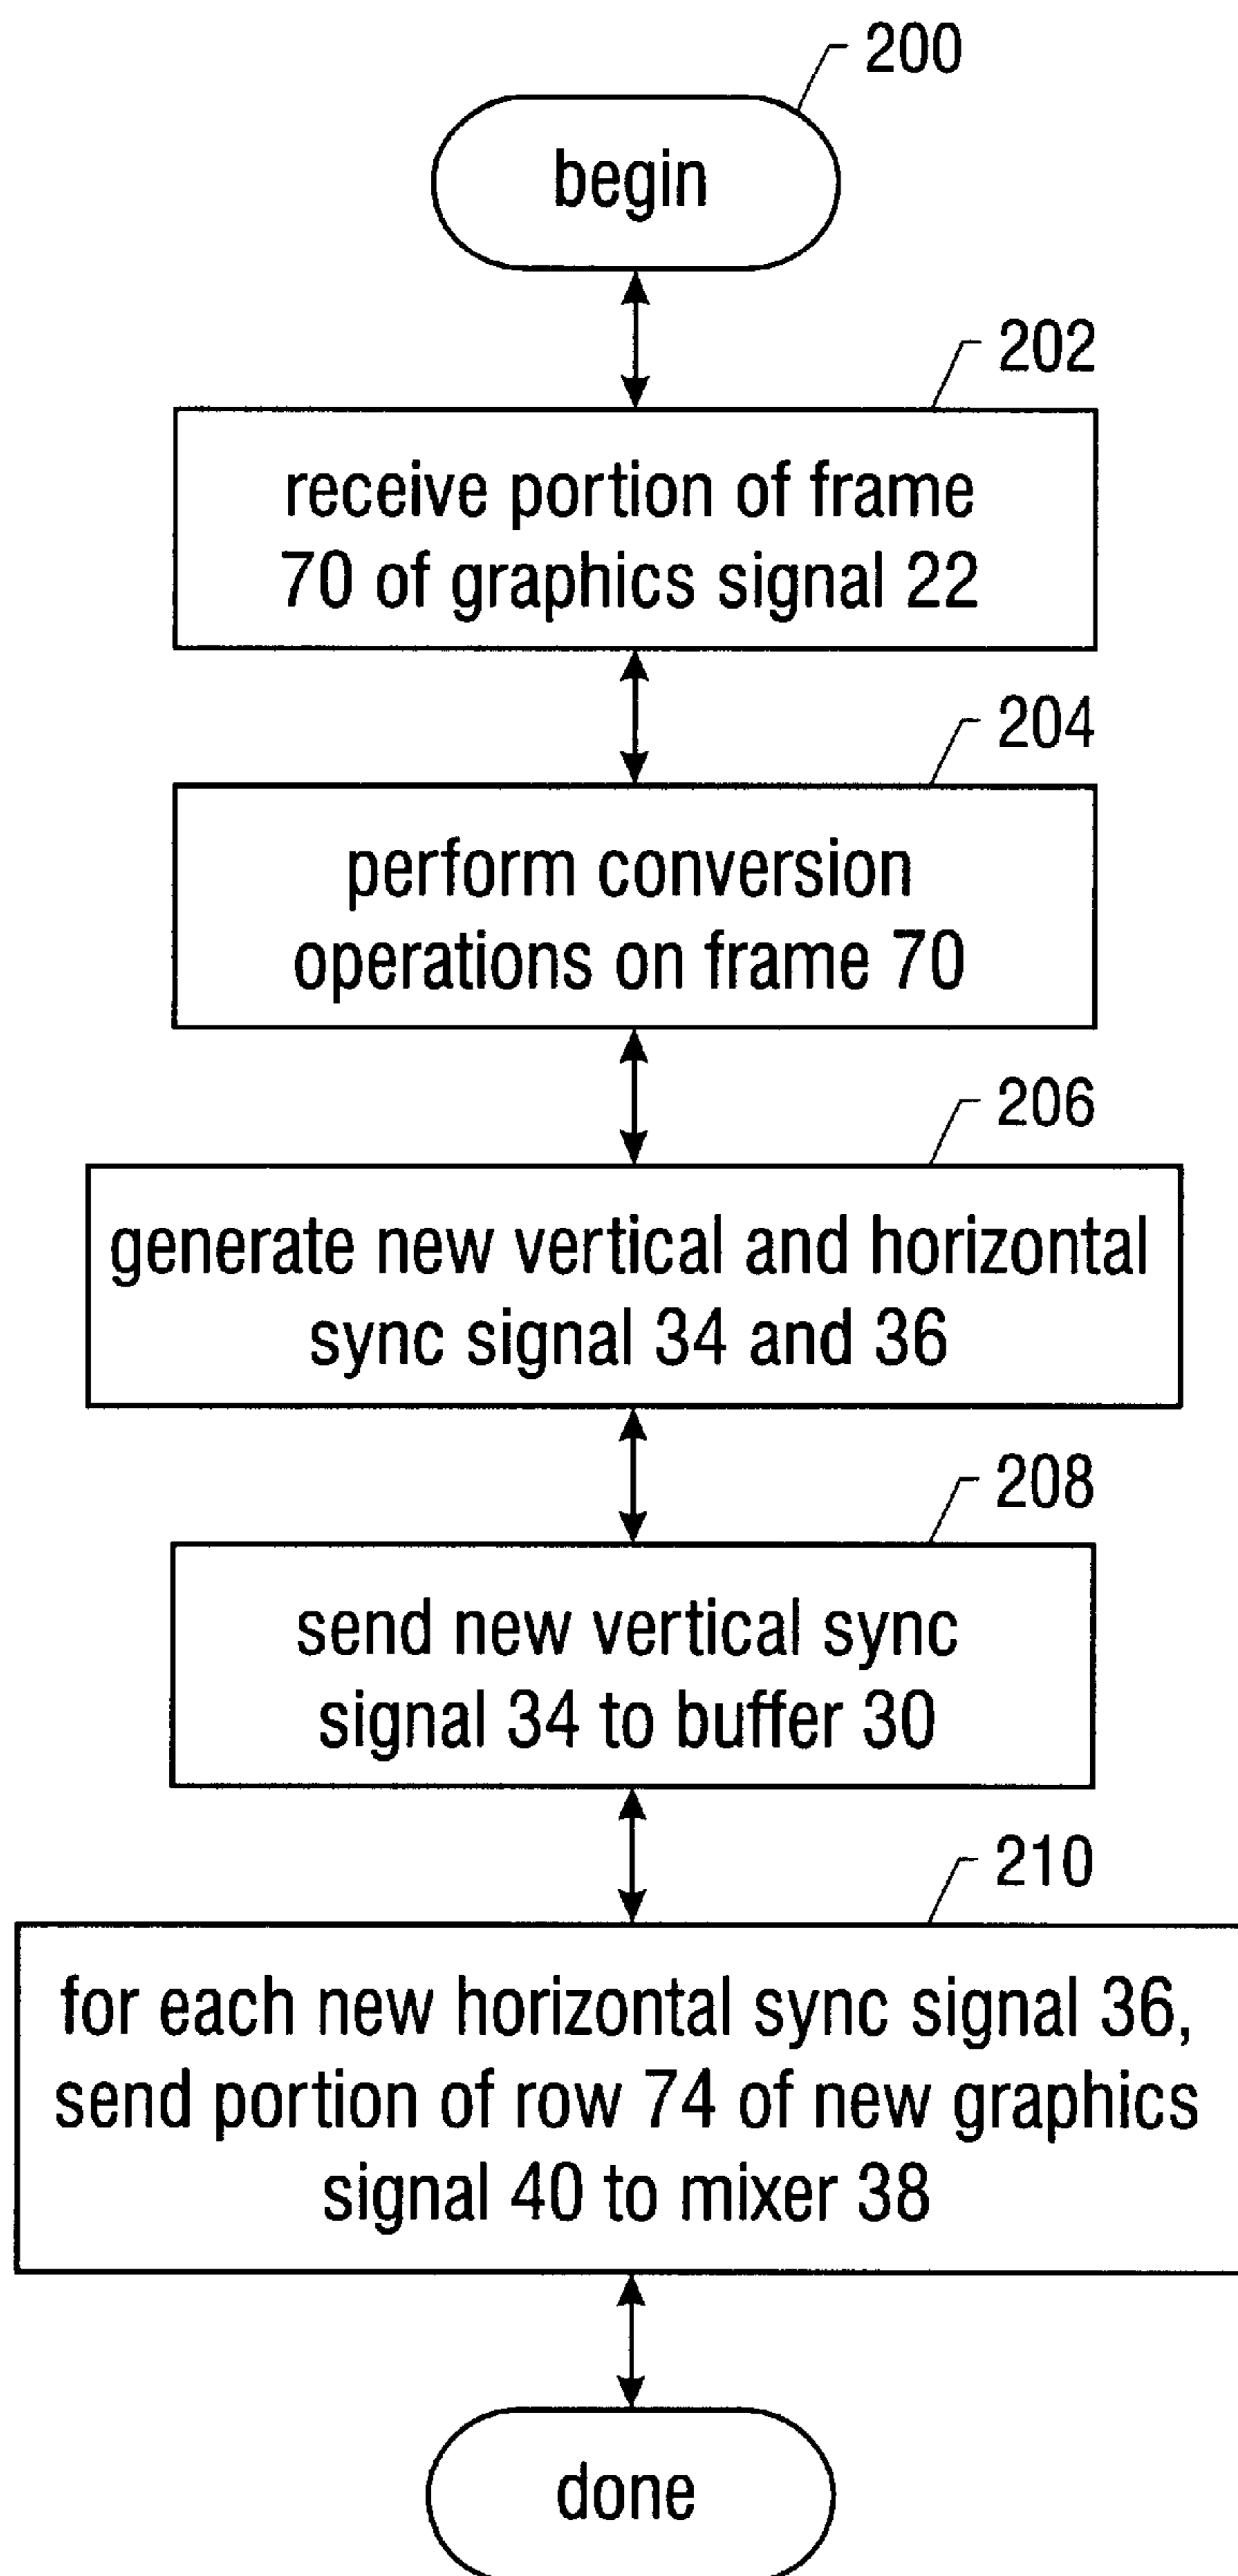 200
begin
202
receive portion of frame
70 of graphics signal 22
204
perform conversion
operations on frame 70
206
generate new vertical and horizontal
sync signal 34 and 36
208
send new vertical sync
signal 34 to buffer 30
210
for each new horizontal sync signal 36,
send portion of row 74 of new graphics
signal 40 to mixer 38
done